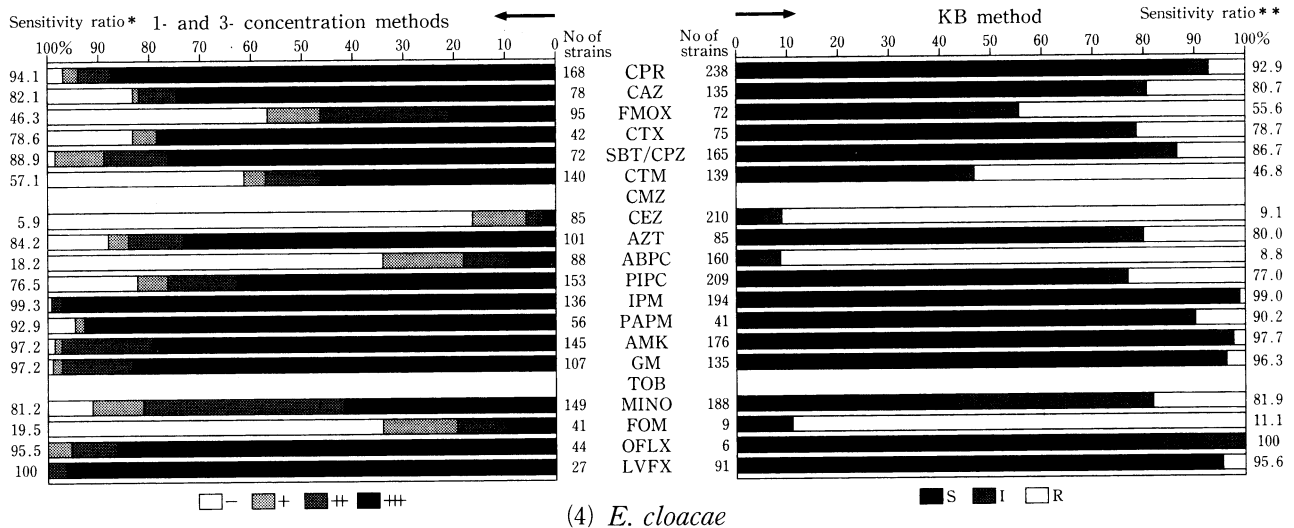 Sensitivity ratio* 1- and 3- concentration methods
KB method Sensitivity ratio**
100% 90 80 70 60 50 40 30 20 10 0 No of strains No of strains 0 10 20 30 40 50 60 70 80 90 100%
94.1 168 CPR 238 92.9
82.1 78 CAZ 135 80.7
46.3 95 FMOX 72 55.6
78.6 42 CTX 75 78.7
88.9 72 SBT/CPZ 165 86.7
57.1 140 CTM 139 46.8
CMZ
5.9 85 CEZ 210 9.1
84.2 101 AZT 85 80.0
18.2 88 ABPC 160 8.8
76.5 153 PIPC 209 77.0
99.3 136 IPM 194 99.0
92.9 56 PAPM 41 90.2
97.2 145 AMK 176 97.7
97.2 107 GM 135 96.3
TOB
81.2 149 MINO 188 81.9
19.5 41 FOM 9 11.1
95.5 44 OFLX 6 100
100 27 LVFX 91 95.6
− + ++ +++ S I R
(4) E. cloacae